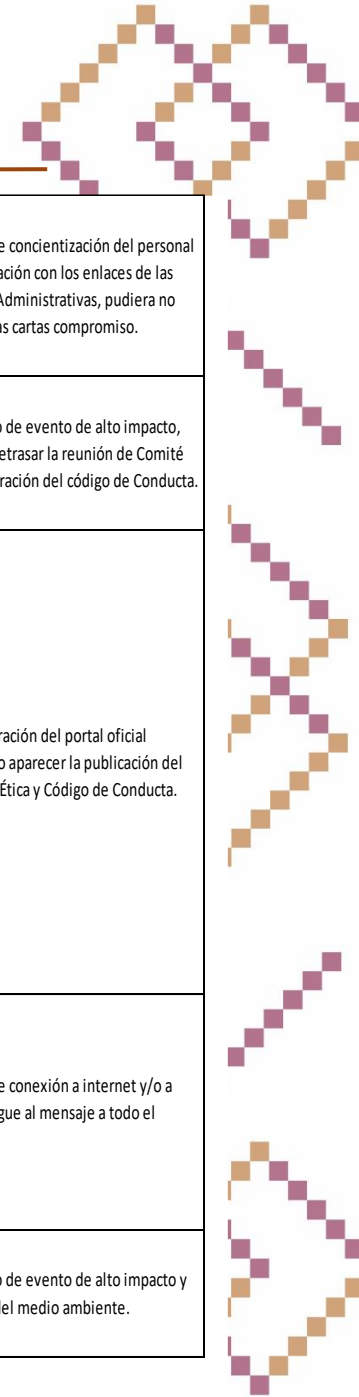 e concientización del personal
ación con los enlaces de las
Administrativas, pudiera no
as cartas compromiso.
o de evento de alto impacto,
etrasar la reunión de Comité
ración del código de Conducta.
ración del portal oficial
o aparecer la publicación del
Ética y Código de Conducta.
e conexión a internet y/o a
gue al mensaje a todo el
o de evento de alto impacto y
del medio ambiente.